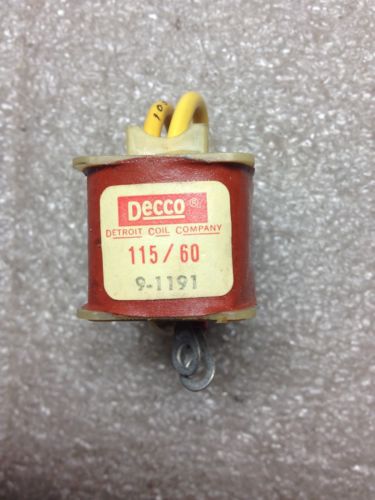 Decco®
DETROIT COIL COMPANY
115/60
9-1191